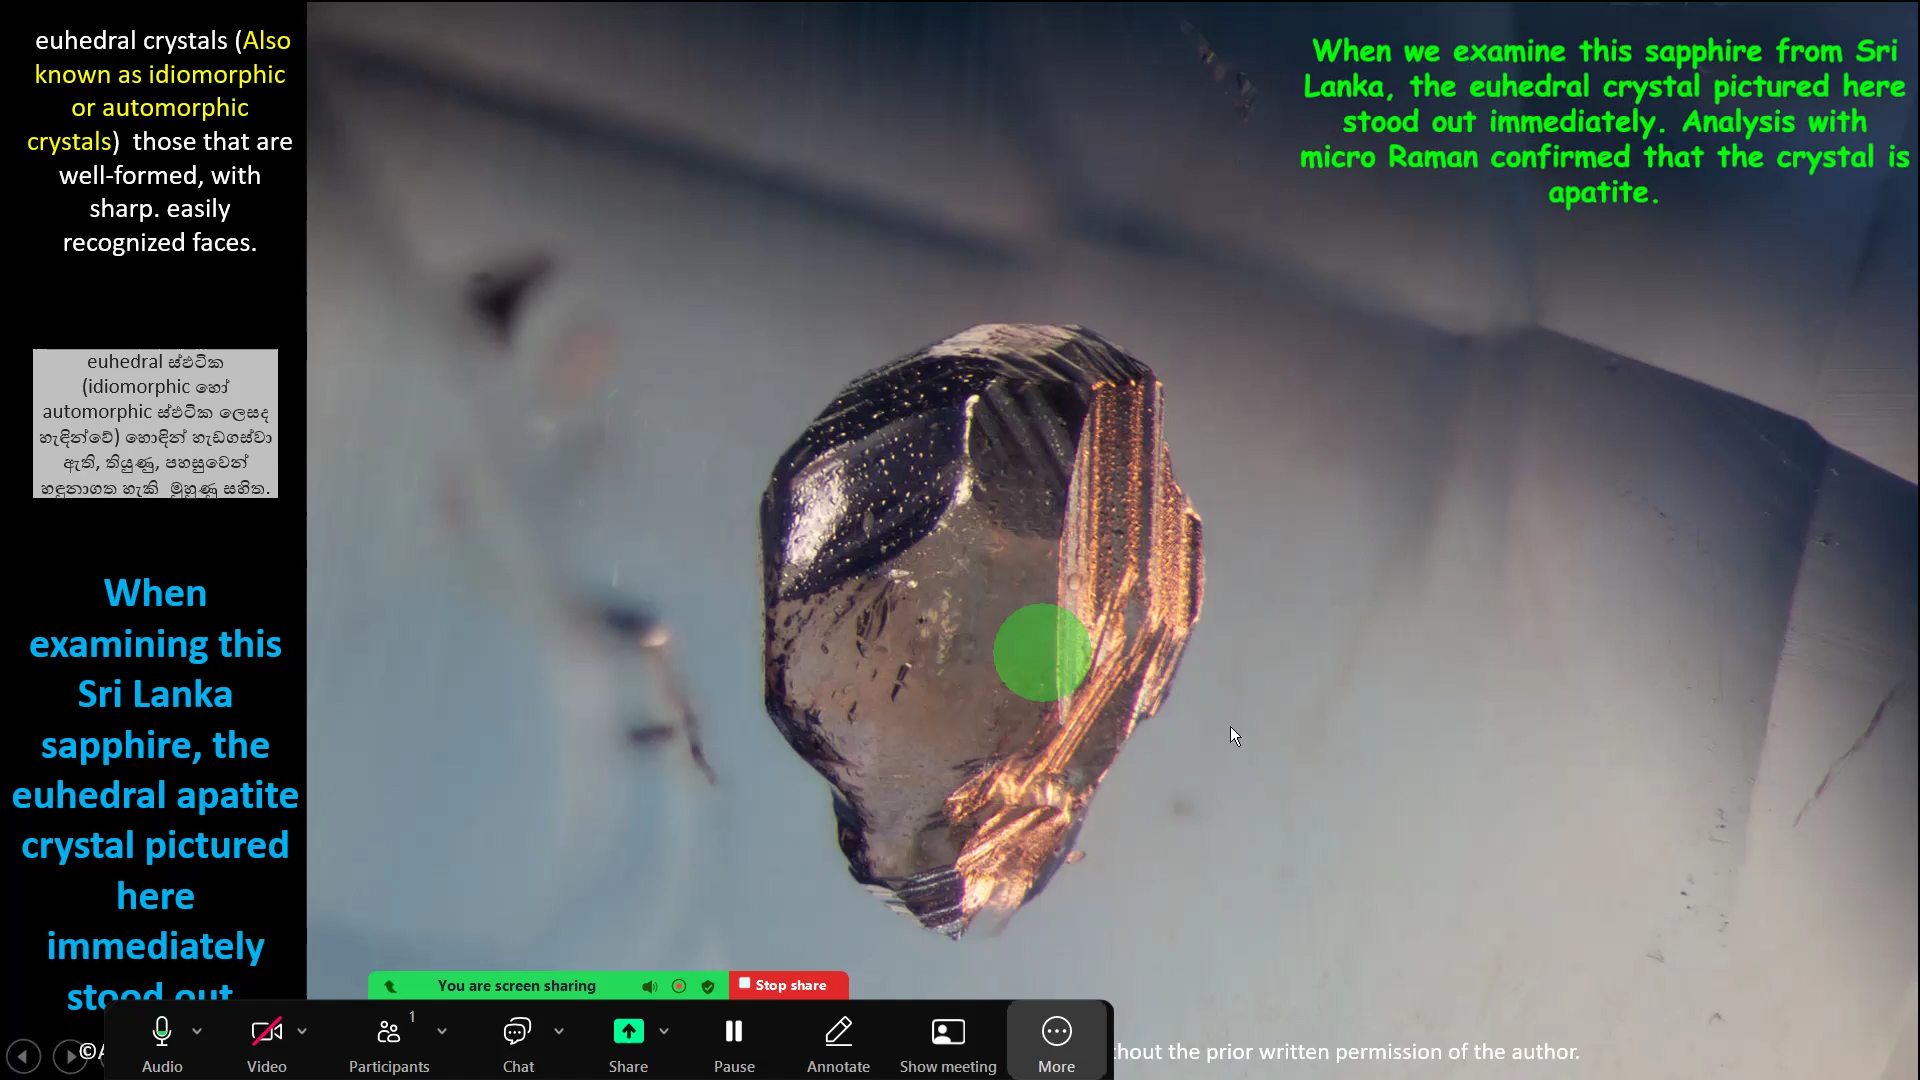 euhedral crystals (Also
known as idiomorphic
or automorphic
crystals)  those that are
well-formed, with
sharp. easily
recognized faces.
euhedral ස්ඵටික
(idiomorphic හෝ
automorphic ස්ඵටික ලෙසද
හැඳින්වේ) හොඳින් හැඩගස්වා
ඇති, තියුණු, පහසුවෙන්
හඳුනාගත හැකි  මුහුණු සහිත.
When
examining this
Sri Lanka
sapphire, the
euhedral apatite
crystal pictured
here
immediately
stood out
When we examine this sapphire from Sri
Lanka, the euhedral crystal pictured here
stood out immediately. Analysis with
micro Raman confirmed that the crystal is
apatite.
You are screen sharing
Stop share
1
Audio
Video
Participants
Chat
Share
Pause
Annotate
Show meeting
More
the prior written permission of the author.